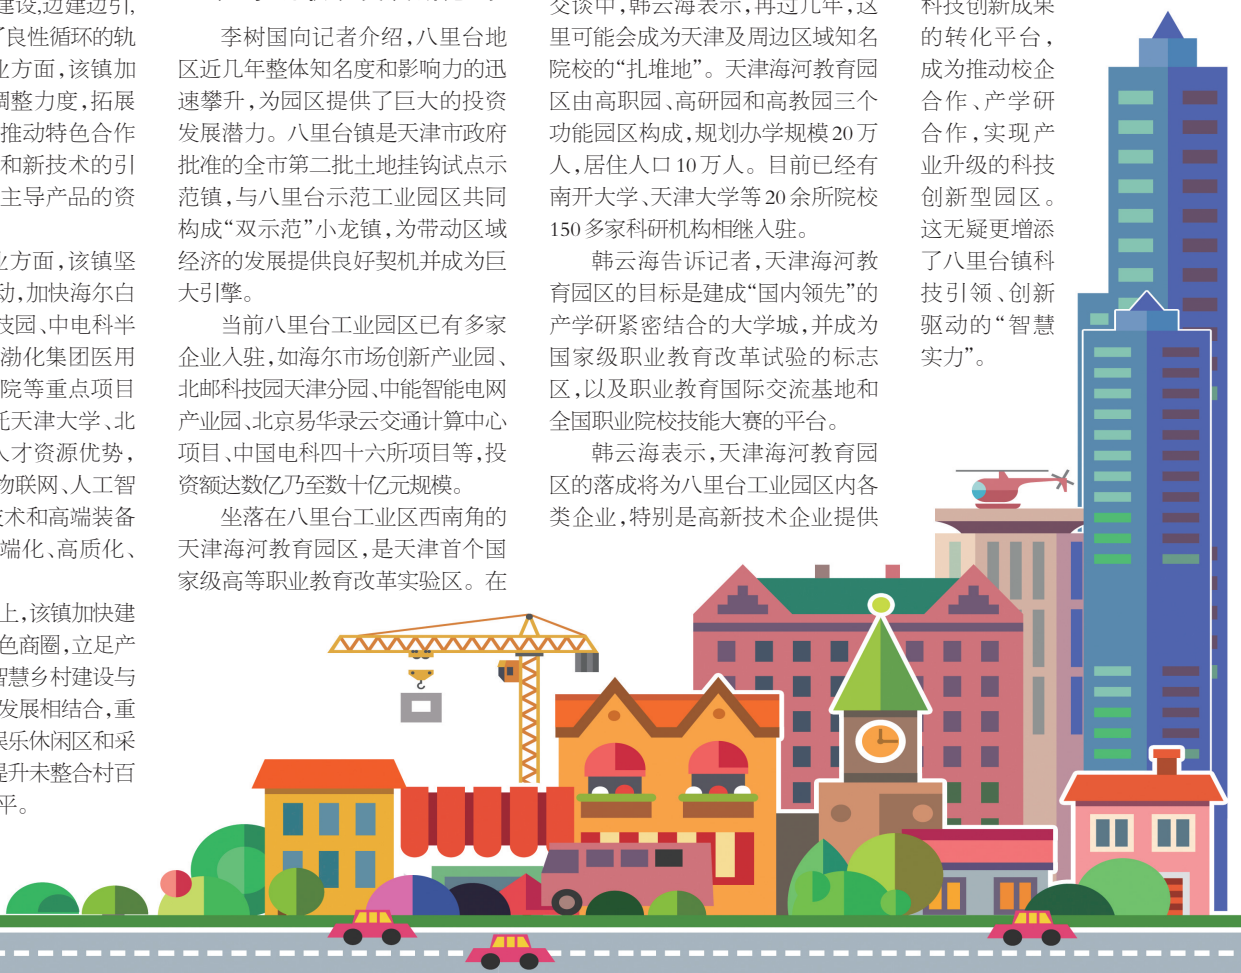 建设,边建边引,
了良性循环的轨
业方面,该镇加
调整力度,拓展
推动特色合作
和新技术的引
主导产品的资
业方面,该镇坚
动,加快海尔白
技园、中电科半
渤化集团医用
院等重点项目
托天津大学、北
人才资源优势,
物联网、人工智
技术和高端装备
端化、高质化、
上,该镇加快建
色商圈,立足产
智慧乡村建设与
发展相结合,重
娱乐休闲区和采
提升未整合村百
平。
李树国向记者介绍,八里台地
区近几年整体知名度和影响力的迅
速攀升,为园区提供了巨大的投资
发展潜力。八里台镇是天津市政府
批准的全市第二批土地挂钩试点示
范镇,与八里台示范工业园区共同
构成“双示范”小龙镇,为带动区域
经济的发展提供良好契机并成为巨
大引擎。
当前八里台工业园区已有多家
企业入驻,如海尔市场创新产业园、
北邮科技园天津分园、中能智能电网
产业园、北京易华录云交通计算中心
项目、中国电科四十六所项目等,投
资额达数亿乃至数十亿元规模。
坐落在八里台工业区西南角的
天津海河教育园区,是天津首个国
家级高等职业教育改革实验区。在
交谈中,韩云海表示,再过几年,这
里可能会成为天津及周边区域知名
院校的“扎堆地”。天津海河教育园
区由高职园、高研园和高教园三个
功能园区构成,规划办学规模20万
人,居住人口10万人。目前已经有
南开大学、天津大学等20余所院校
150多家科研机构相继入驻。
韩云海告诉记者,天津海河教
育园区的目标是建成“国内领先”的
产学研紧密结合的大学城,并成为
国家级职业教育改革试验的标志
区,以及职业教育国际交流基地和
全国职业院校技能大赛的平台。
韩云海表示,天津海河教育园
区的落成将为八里台工业园区内各
类企业,特别是高新技术企业提供
科技创新成果
的转化平台,
成为推动校企
合作、产学研
合作,实现产
业升级的科技
创新型园区。
这无疑更增添
了八里台镇科
技引领、创新
驱动的“智慧
实力”。